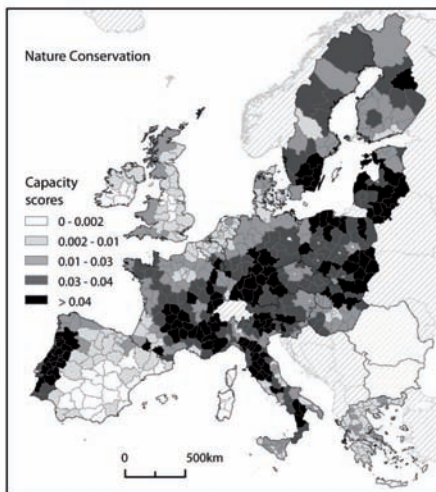 Nature Conservation
Capacity
scores
0 - 0.002
0.002 - 0.01
0.01 - 0.03
0.03 - 0.04
> 0.04
0 500km